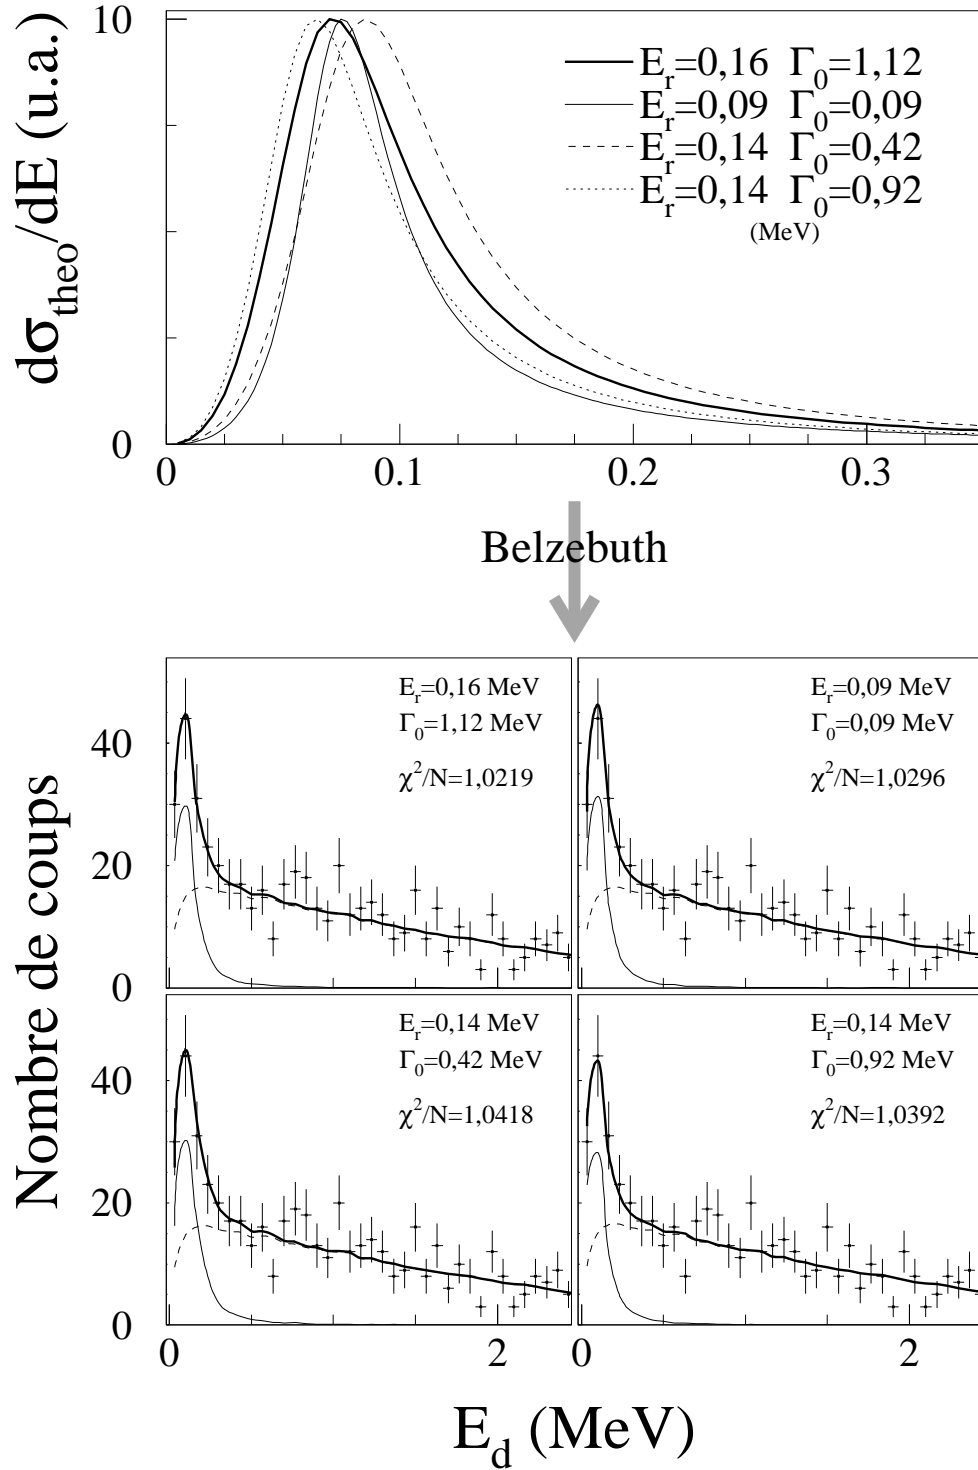 10
dσtheo/dE (u.a.)
Er=0,16 Γ0=1,12
Er=0,09 Γ0=0,09
Er=0,14 Γ0=0,42
Er=0,14 Γ0=0,92
(MeV)
0
0 0.1 0.2 0.3
Belzebuth
Nombre de coups
40
20
0
Er=0,16 MeV
Γ0=1,12 MeV
χ2/N=1,0219
Er=0,09 MeV
Γ0=0,09 MeV
χ2/N=1,0296
40
20
0
Er=0,14 MeV
Γ0=0,42 MeV
χ2/N=1,0418
Er=0,14 MeV
Γ0=0,92 MeV
χ2/N=1,0392
0 2 0 2
Ed (MeV)